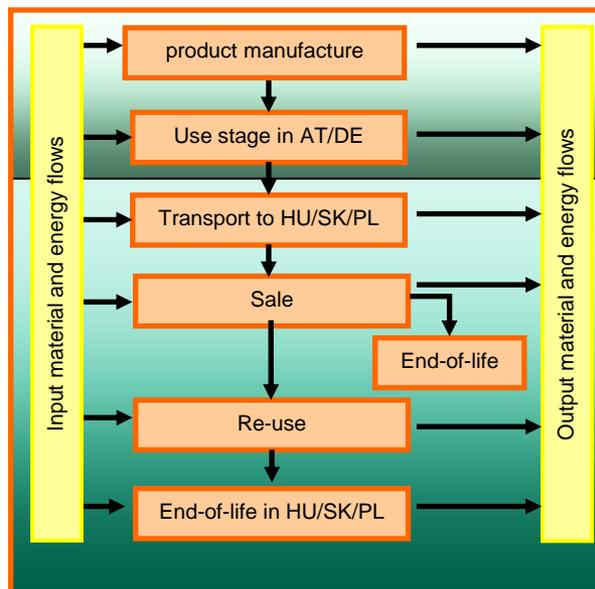 Input material and energy flows
product manufacture
Use stage in AT/DE
Transport to HU/SK/PL
Sale
End-of-life
Re-use
End-of-life in HU/SK/PL
Output material and energy flows